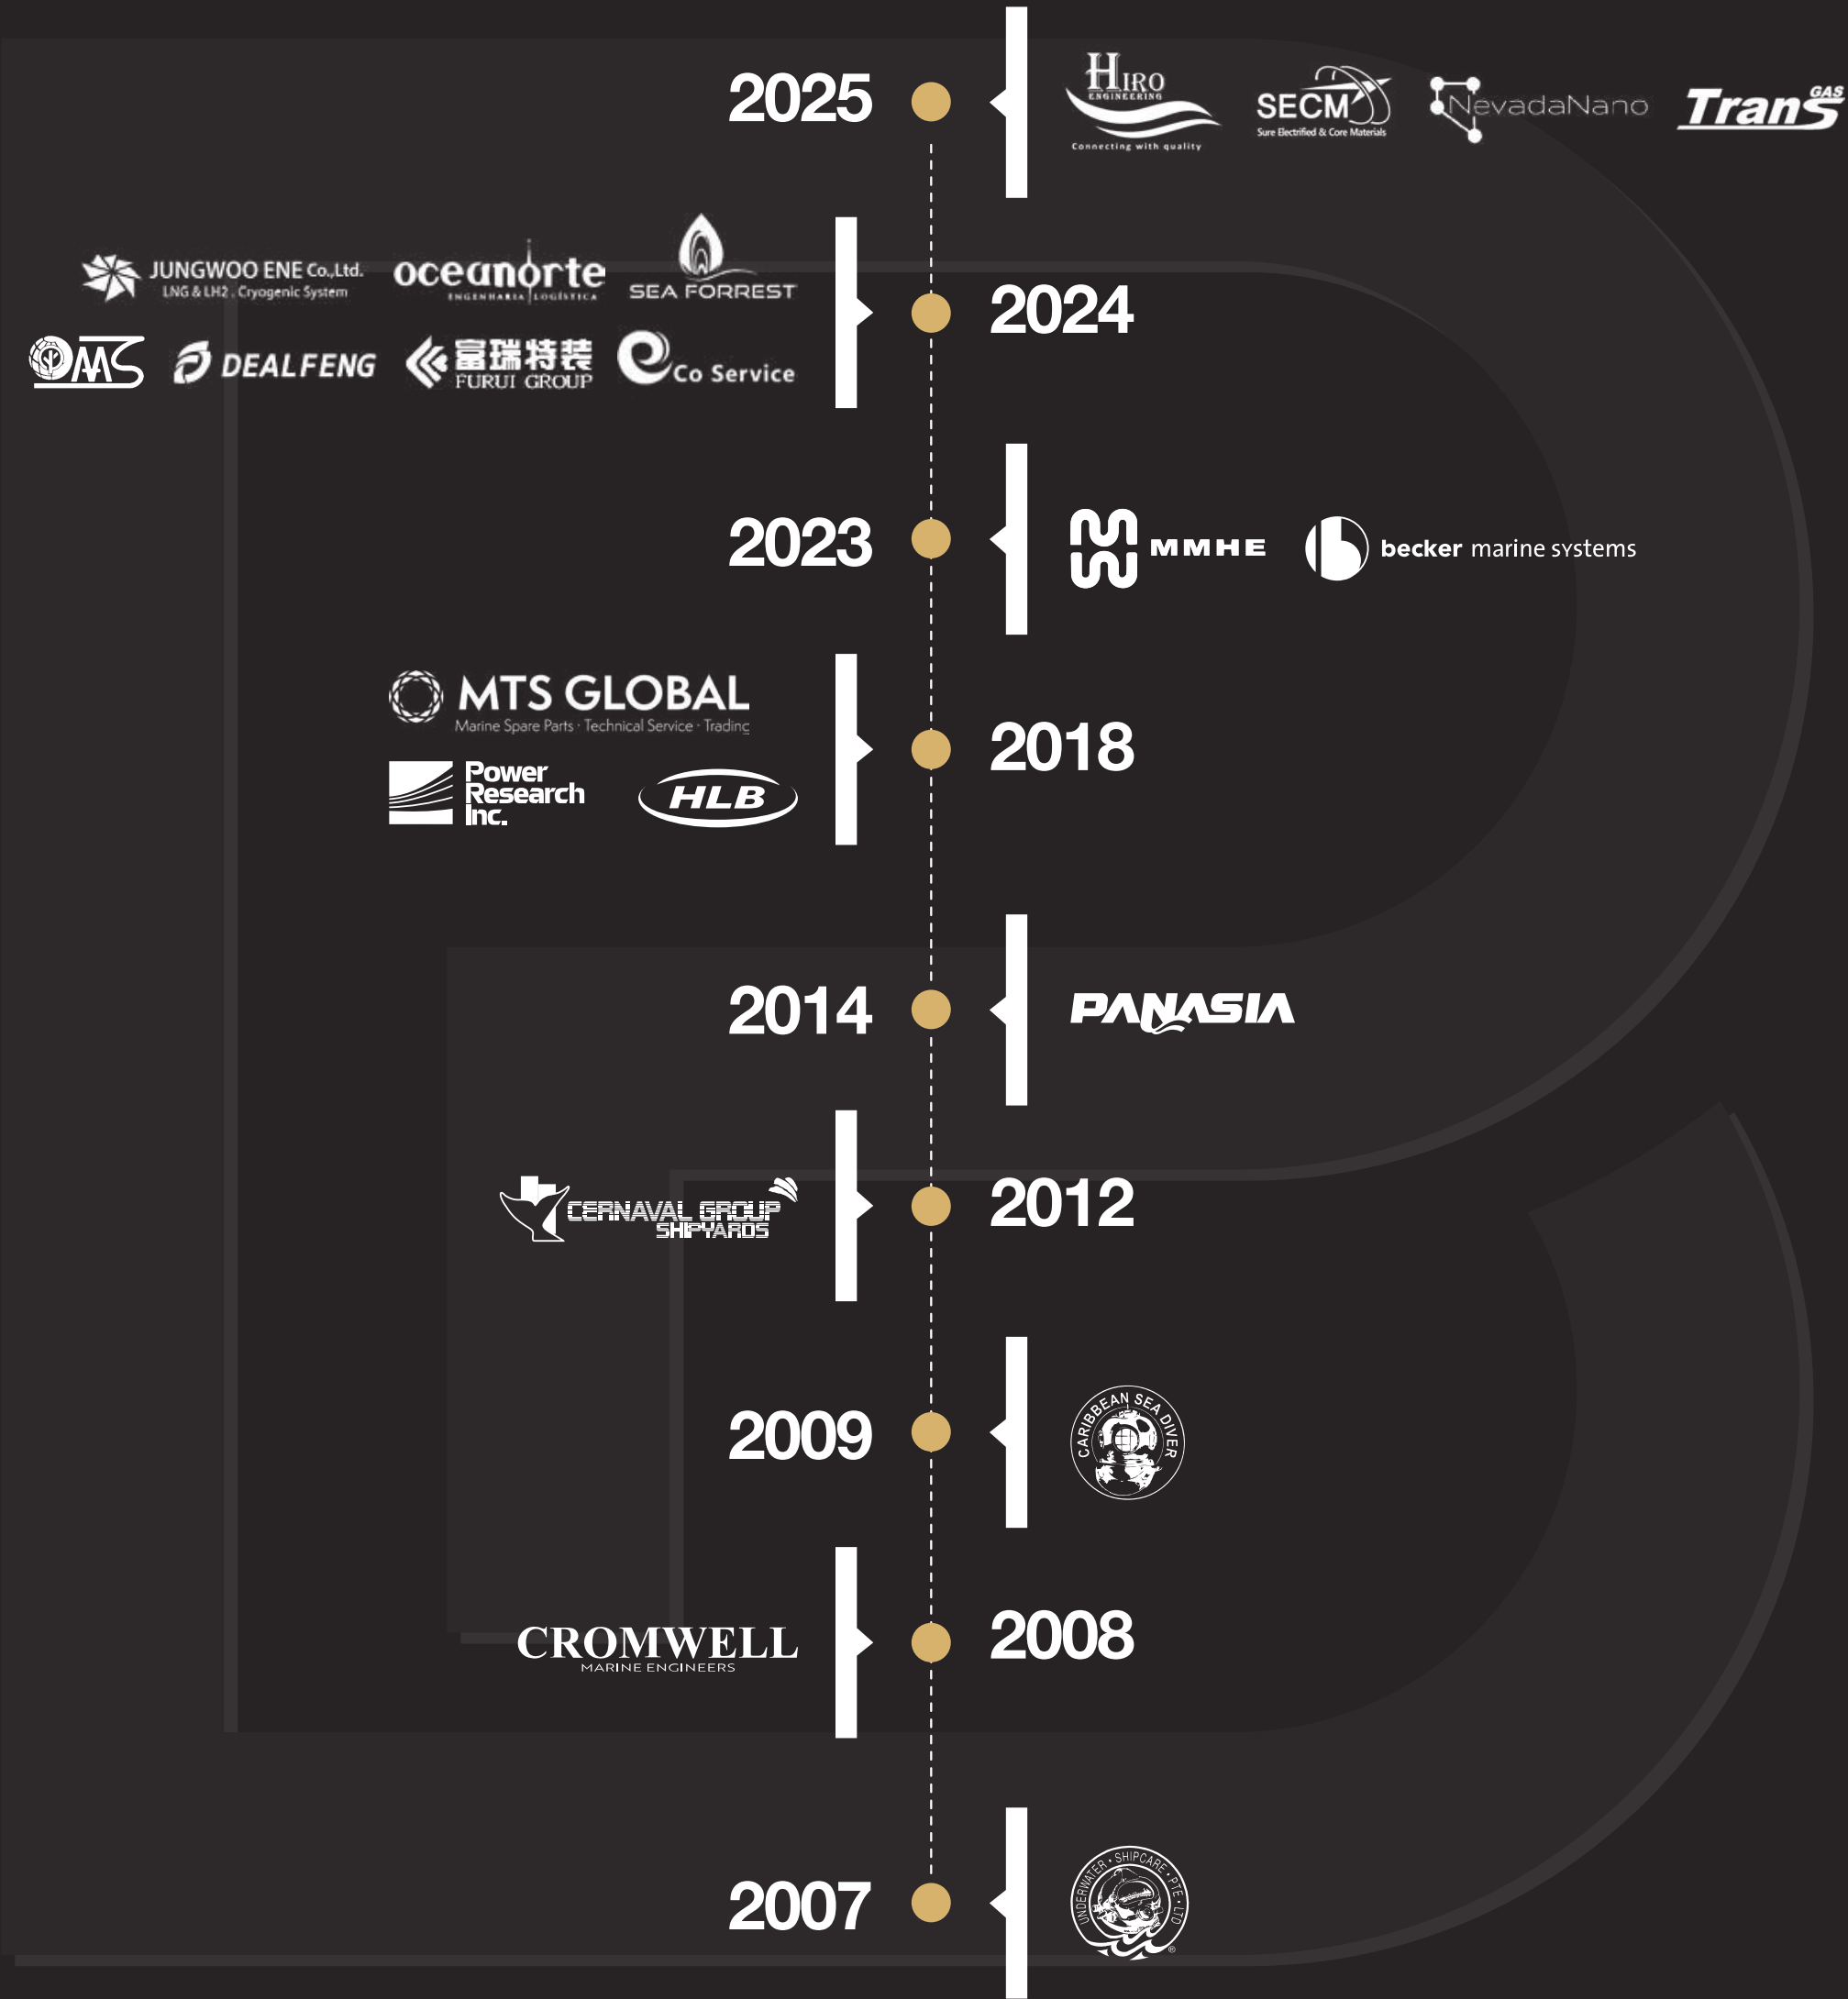 2025
HIRO
ENGINEERING
Connecting with quality
SECM
Sure Electrified & Core Materials
NevadaNano
TranS
GAS
JUNGWOO ENE Co.,Ltd.
LNG & LH2 . Cryogenic System
oceanorte
ENGENHARIA LOGÍSTICA
SEA FORREST
2024
OMS
DEALFENG
富瑞特装
FURUI GROUP
eCo Service
2023
MMHE
becker marine systems
MTS GLOBAL
Marine Spare Parts · Technical Service · Trading
2018
Power
Research
Inc.
HLB
2014
PANASIA
CERNAVAL GROUP
SHIPYARDS
2012
2009
CARIBBEAN SEA DIVER
CROMWELL
MARINE ENGINEERS
2008
2007
UNDERWATER · SHIPCARE · PTE · LTD
®